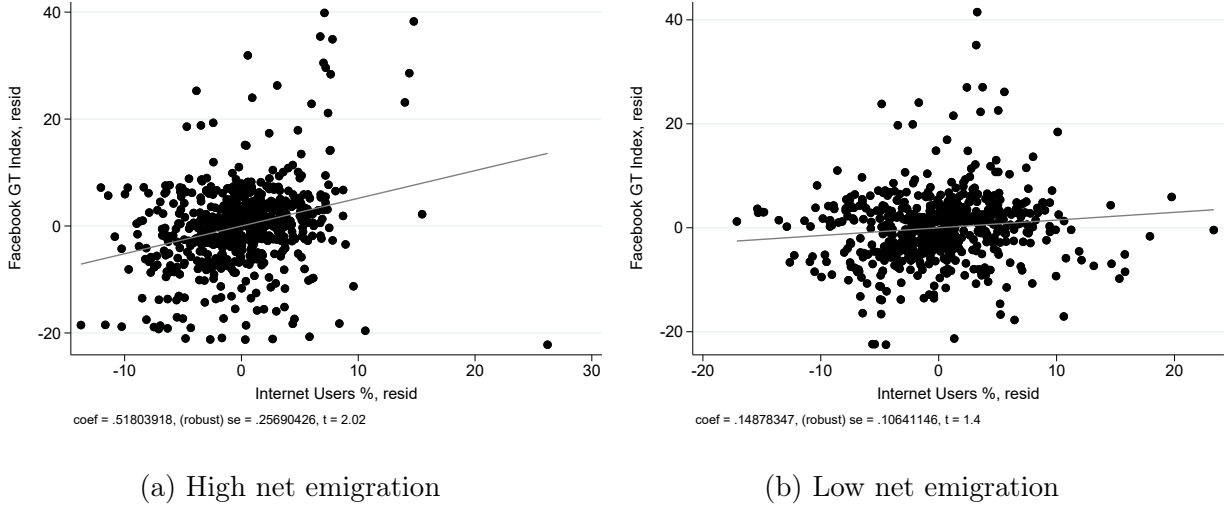 Facebook GT Index, resid
40
20
0
-20
-10
0
10
20
30
Internet Users %, resid
coef = .51803918, (robust) se = .25690426, t = 2.02
(a) High net emigration
Facebook GT Index, resid
40
20
0
-20
-20
-10
0
10
20
Internet Users %, resid
coef = .14878347, (robust) se = .10641146, t = 1.4
(b) Low net emigration